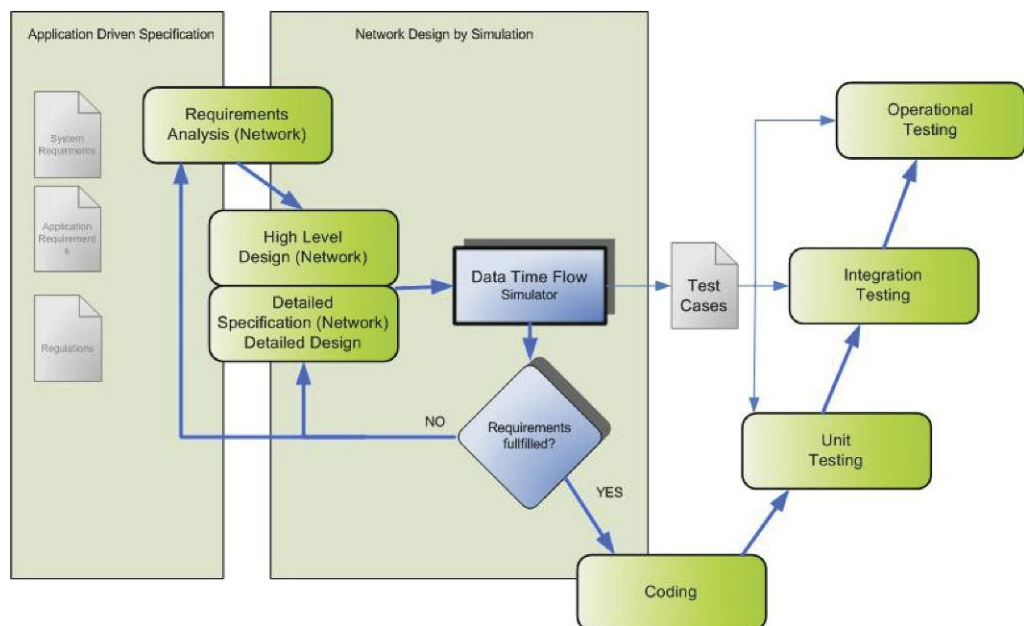 Application Driven Specification
Network Design by Simulation
System
Requirments
Application
Requirement
s
Regulations
Requirements
Analysis (Network)
High Level
Design (Network)
Detailed
Specification (Network)
Detailed Design
Data Time Flow
Simulator
Requirements
fullfilled?
NO
YES
Test
Cases
Operational
Testing
Integration
Testing
Unit
Testing
Coding